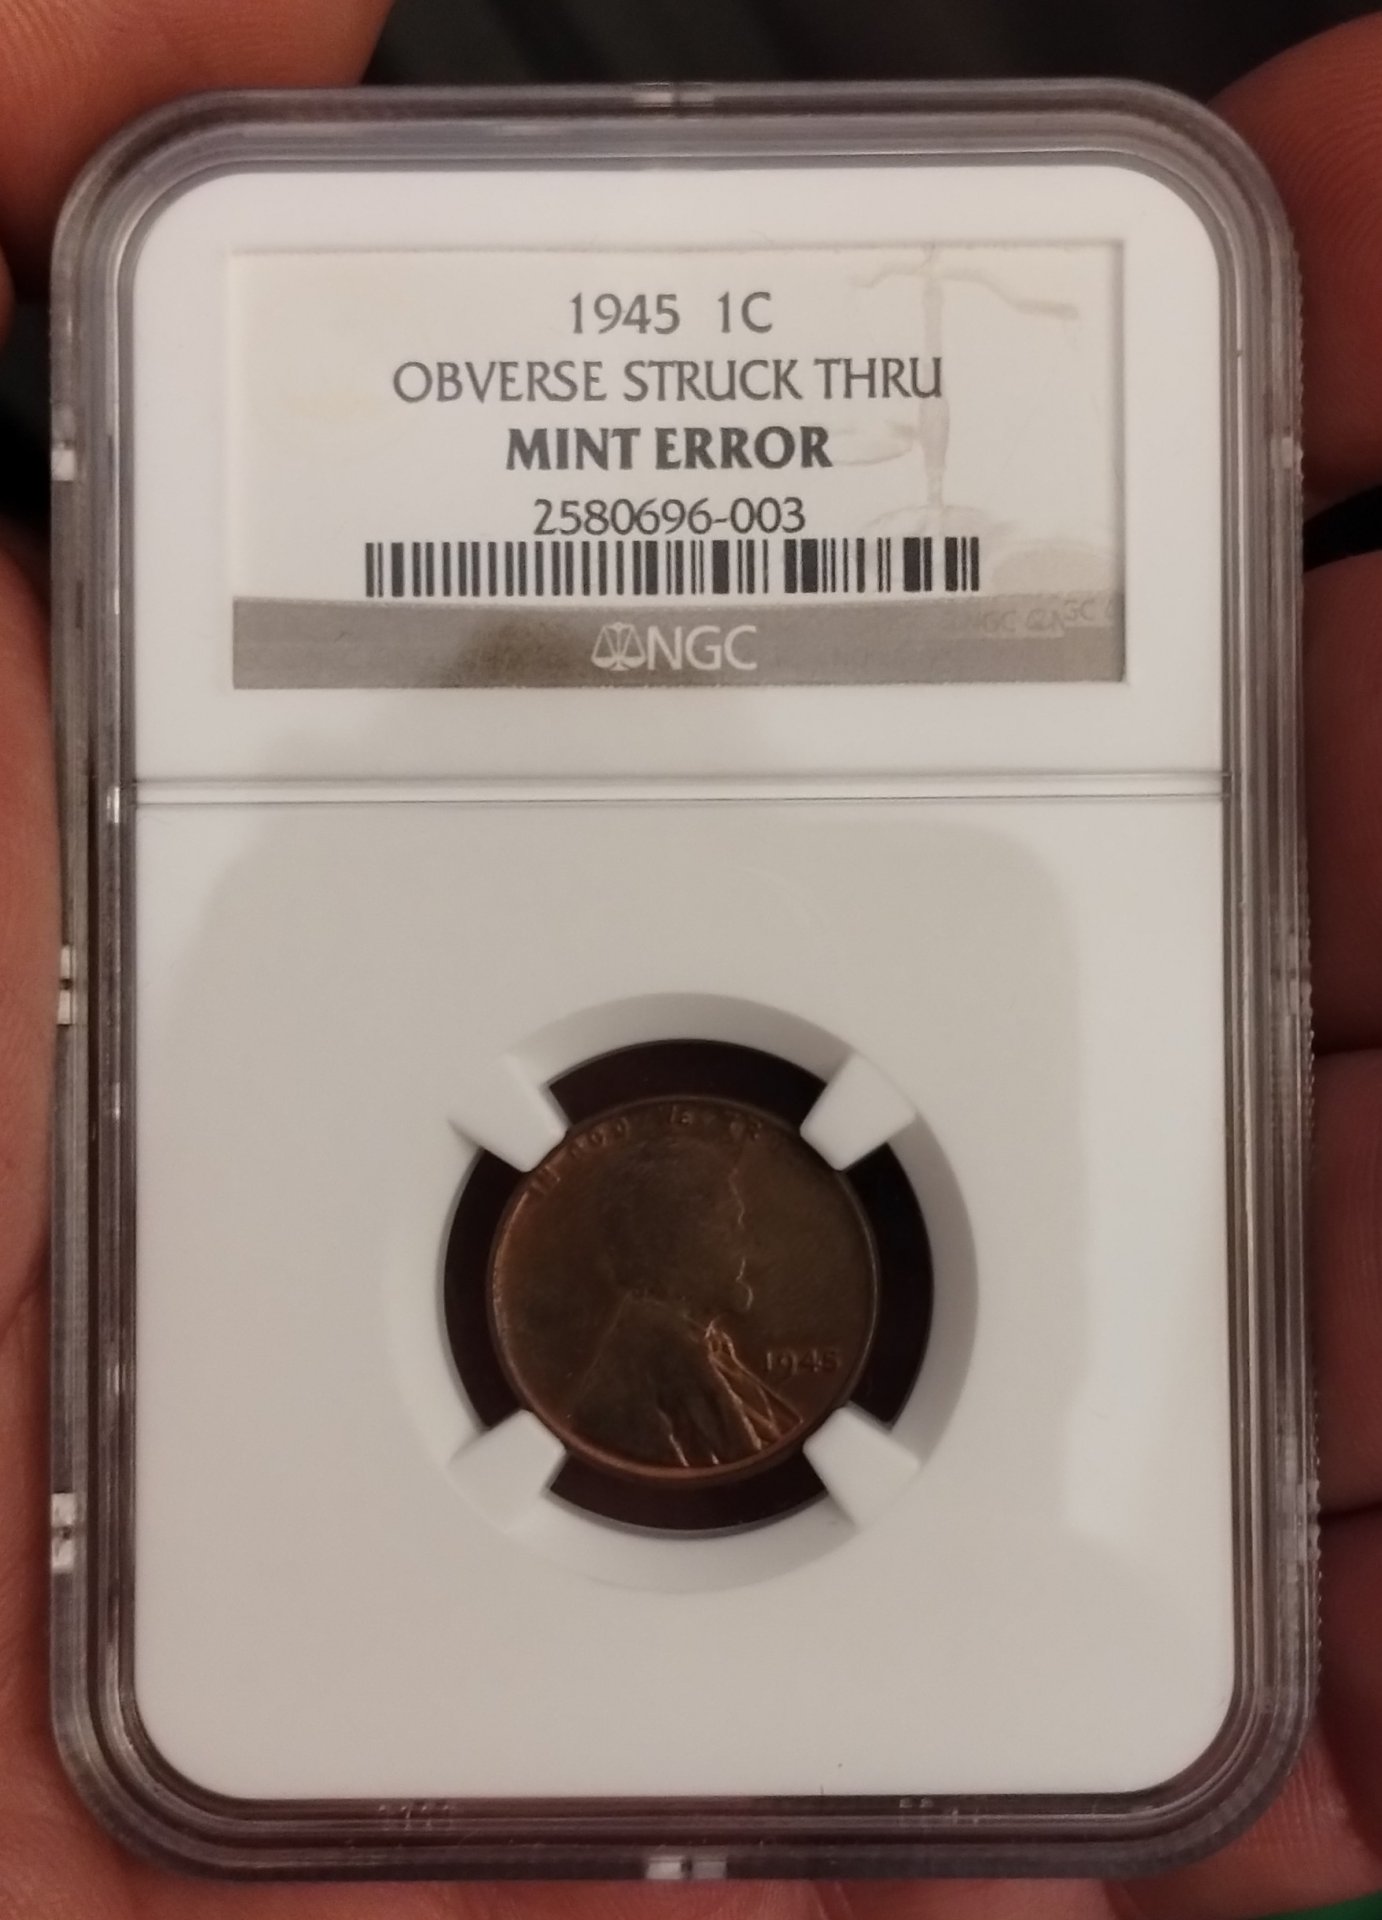 1945 1C
OBVERSE STRUCK THRU
MINT ERROR
2580696-003
NGC
1945